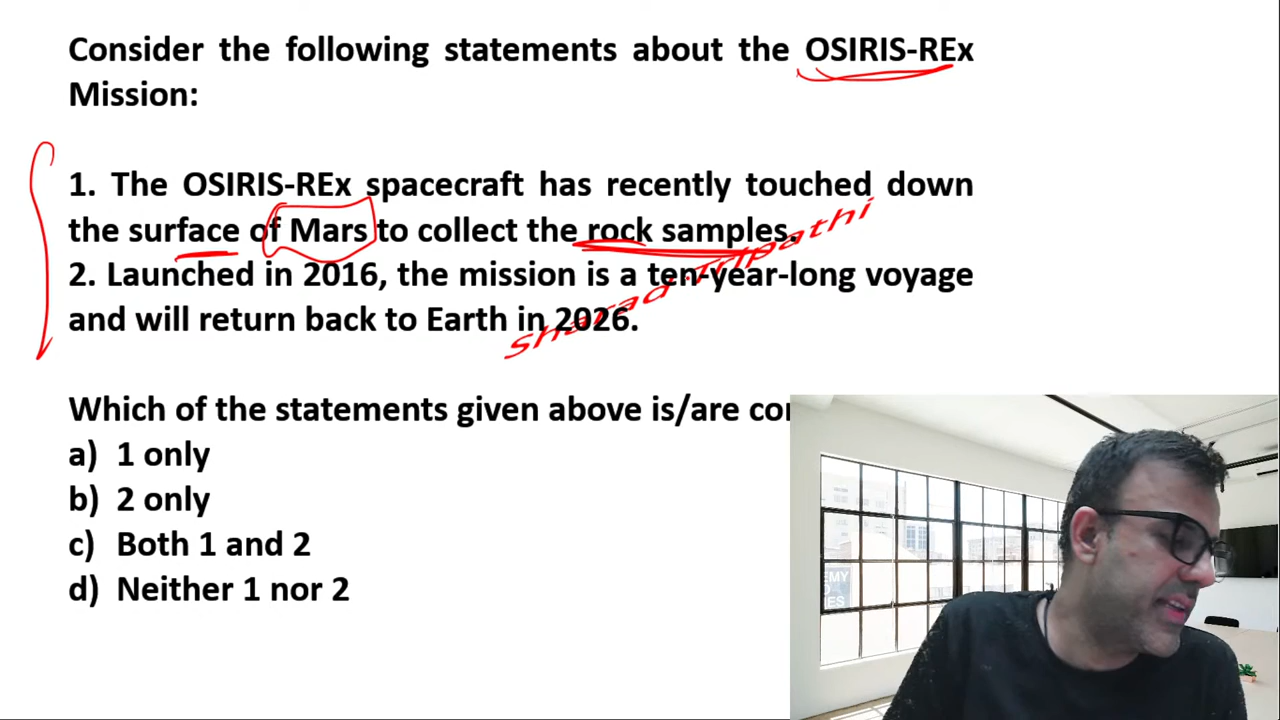 Consider the following statements about the OSIRIS-REx
Mission:
1. The OSIRIS-REx spacecraft has recently touched down
the surface of Mars to collect the rock samples.
2. Launched in 2016, the mission is a ten-year-long voyage
and will return back to Earth in 2026.
Sharad Tripathi
Which of the statements given above is/are
a) 1 only
b) 2 only
c) Both 1 and 2
d) Neither 1 nor 2